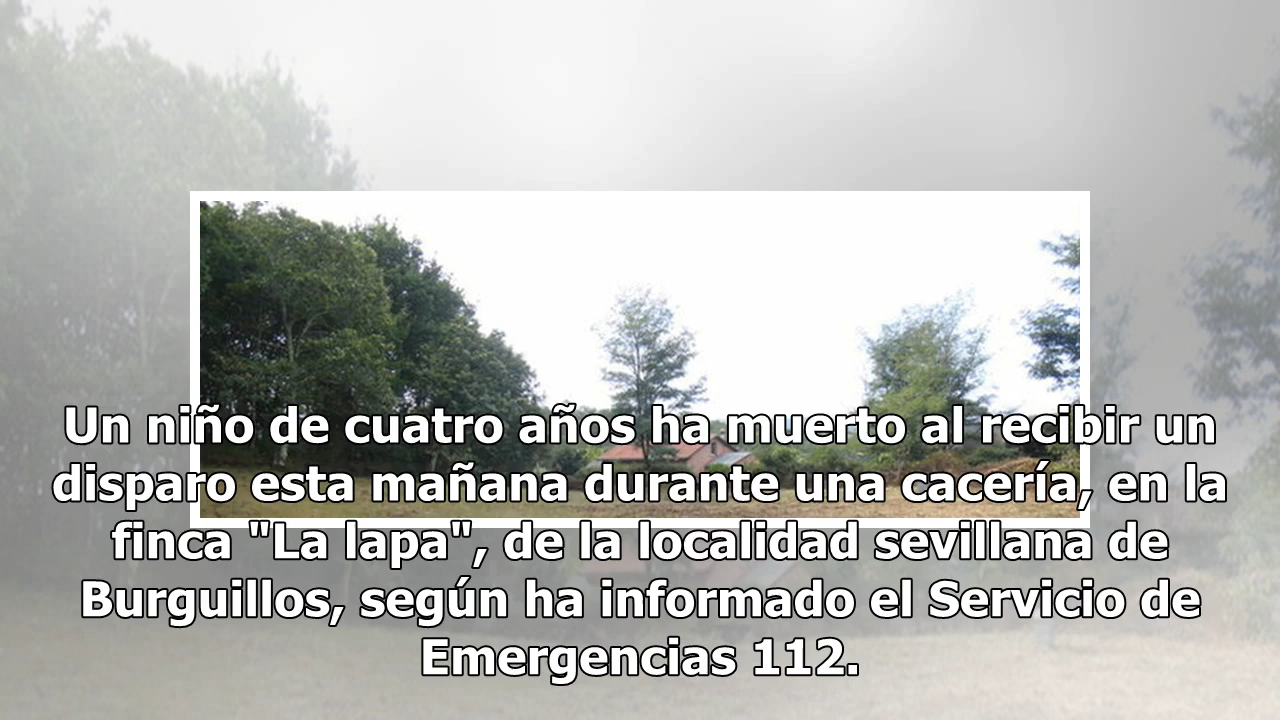 Un niño de cuatro años ha muerto al recibir un
disparo esta mañana durante una cacería, en la
finca "La lapa", de la localidad sevillana de
Burguillos, según ha informado el Servicio de
Emergencias 112.